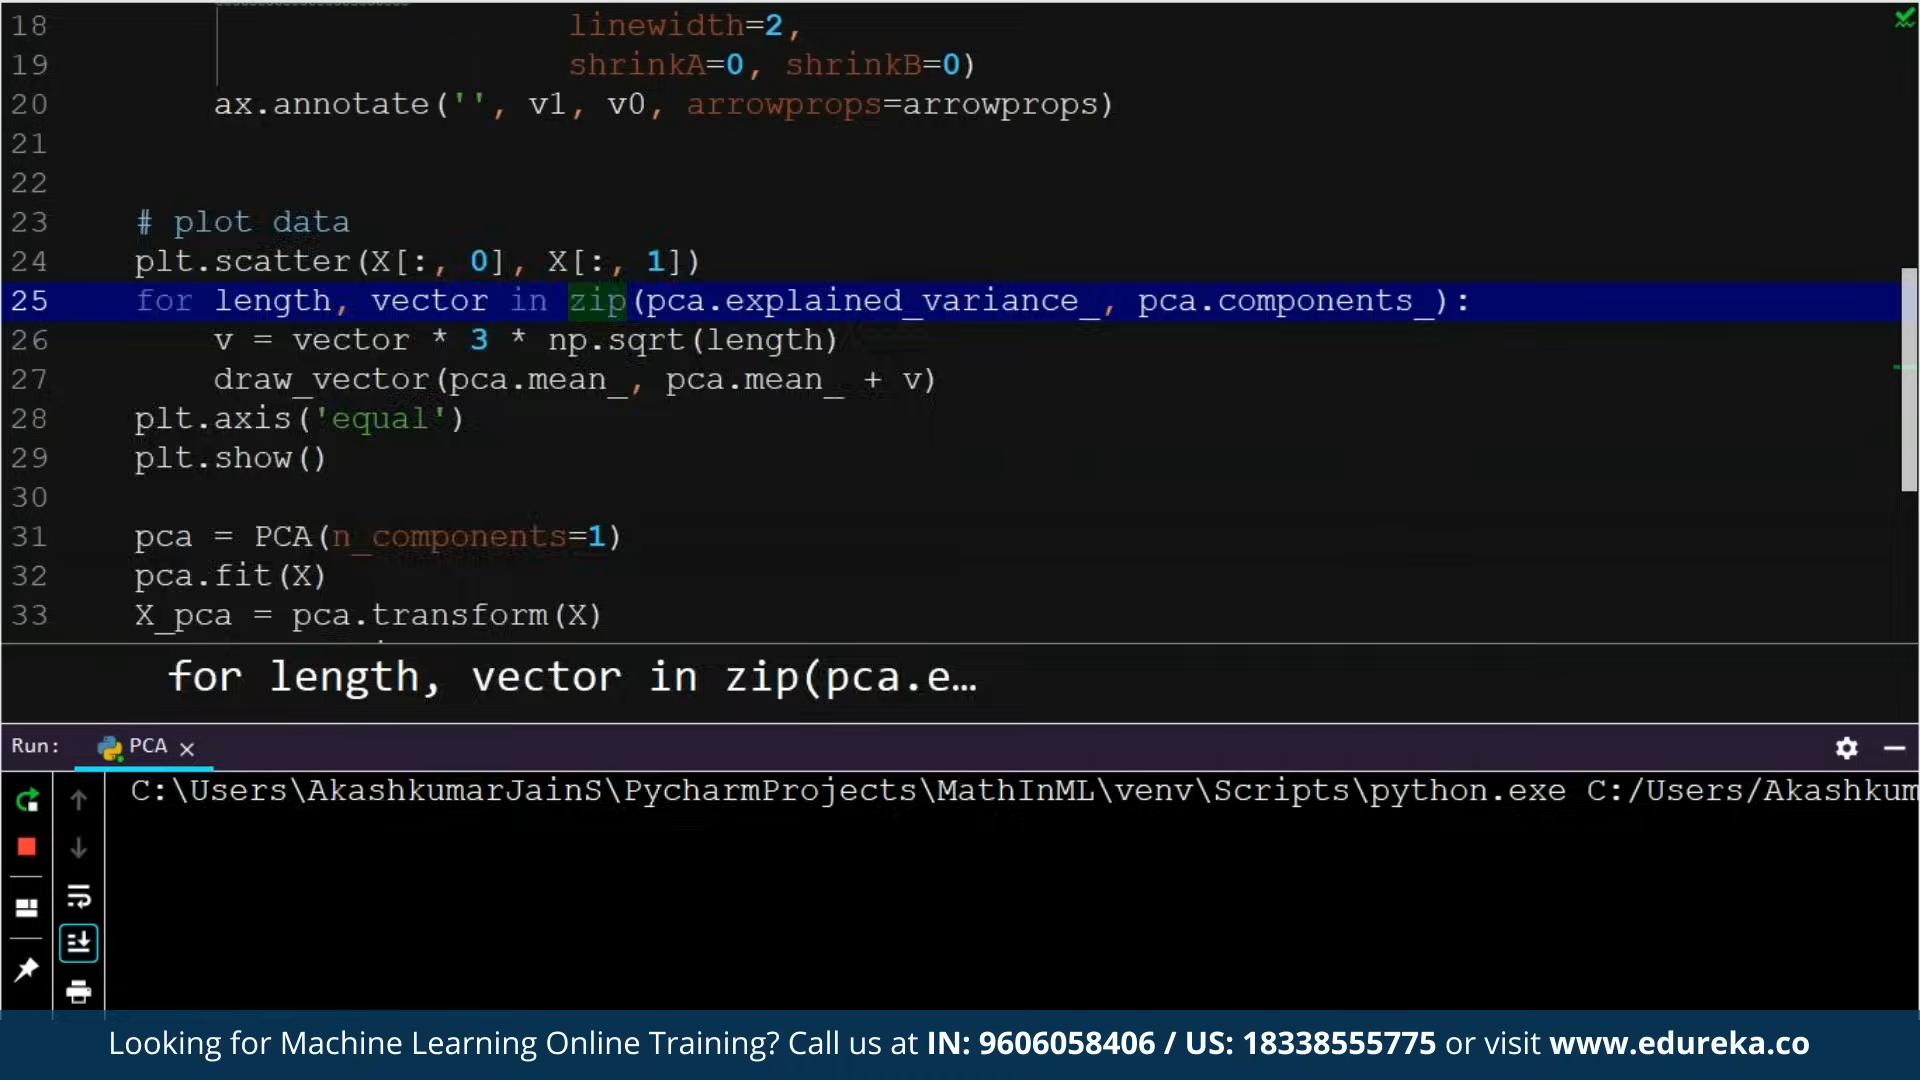 18 linewidth=2,
19 shrinkA=0, shrinkB=0)
20 ax.annotate('', v1, v0, arrowprops=arrowprops)
21
22
23 # plot data
24 plt.scatter(X[:, 0], X[:, 1])
25 for length, vector in zip(pca.explained_variance_, pca.components_):
26 v = vector * 3 * np.sqrt(length)
27 draw_vector(pca.mean_, pca.mean_ + v)
28 plt.axis('equal')
29 plt.show()
30
31 pca = PCA(n_components=1)
32 pca.fit(X)
33 X_pca = pca.transform(X)
for length, vector in zip(pca.e...
Run: PCA
C:\Users\AkashkumarJainS\PycharmProjects\MathInML\venv\Scripts\python.exe C:/Users/Akashkum
Looking for Machine Learning Online Training? Call us at IN: 9606058406 / US: 18338555775 or visit www.edureka.co